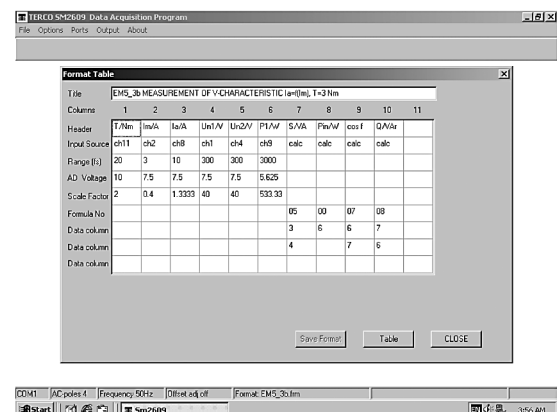 TERCO SM2609 Data Acquisition Program
File Options Ports Output About
Format Table
Title EM5_3b MEASUREMENT OF V-CHARACTERISTIC Ia=f(Im), T=3 Nm
Columns 1 2 3 4 5 6 7 8 9 10 11
Header T/Nm Im/A Ia/A Un1/V Un2/V P1/W S/VA Pin/W cos f Q/VAr
Input Source ch11 ch2 ch8 ch1 ch4 ch9 calc calc calc calc
Range (fs) 20 3 10 300 300 3000
AD Voltage 10 7.5 7.5 7.5 7.5 5.625
Scale Factor 2 0.4 1.3333 40 40 533.33
Formula No 05 00 07 08
Data column 3 6 6 7
Data column 4 7 6
Data column
Save Format Table CLOSE
COM1 AC-poles 4 Frequency 50Hz Offset adj off Format: EM5_3b.frm
Start Sm2609 3:56 AM